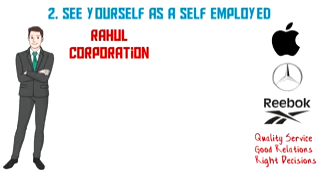 2. SEE YOURSELF AS A SELF EMPLOYED
RAHUL
CORPORATION
Reebok
Quality Service
Good Relations
Right Decisions